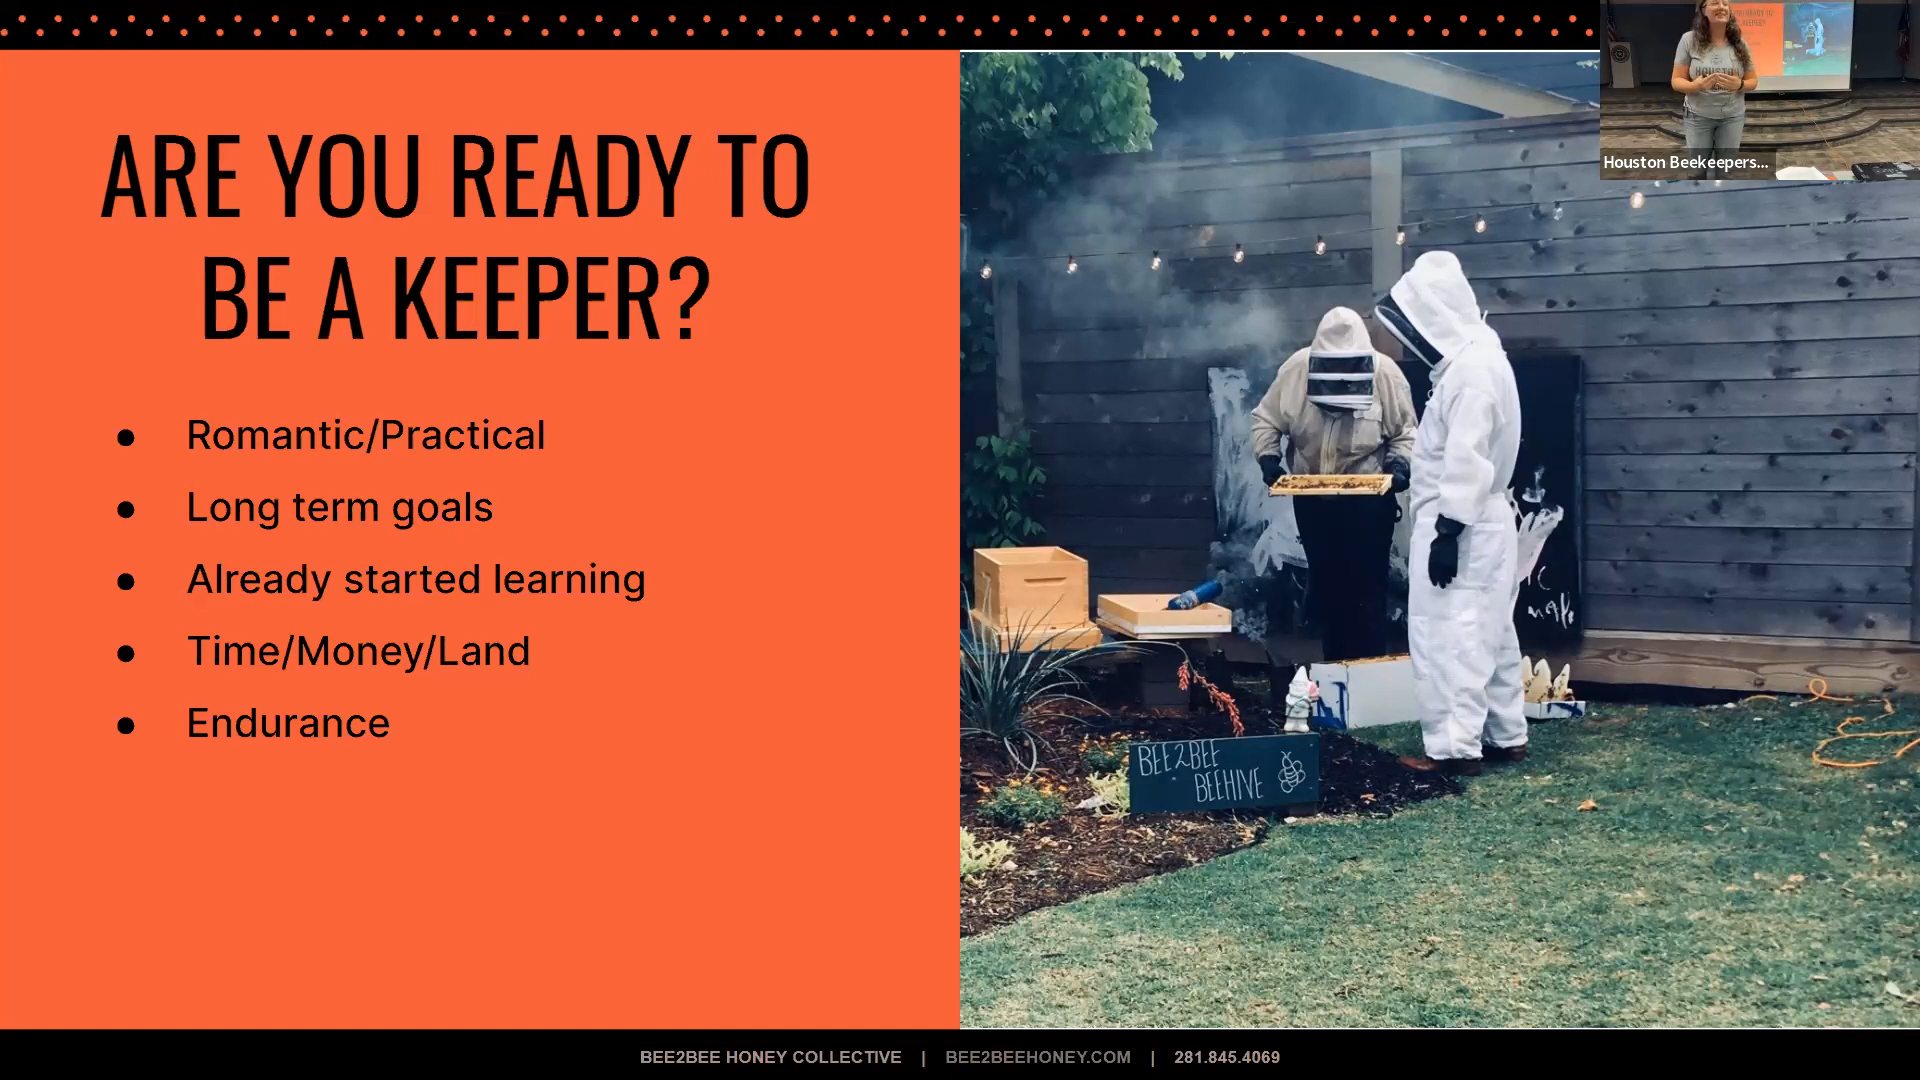 Houston Beekeepers...
ARE YOU READY TO
BE A KEEPER?
● Romantic/Practical
● Long term goals
● Already started learning
● Time/Money/Land
● Endurance
BEE2BEE
BEEHIVE
BEE2BEE HONEY COLLECTIVE | BEE2BEEHONEY.COM | 281.845.4069